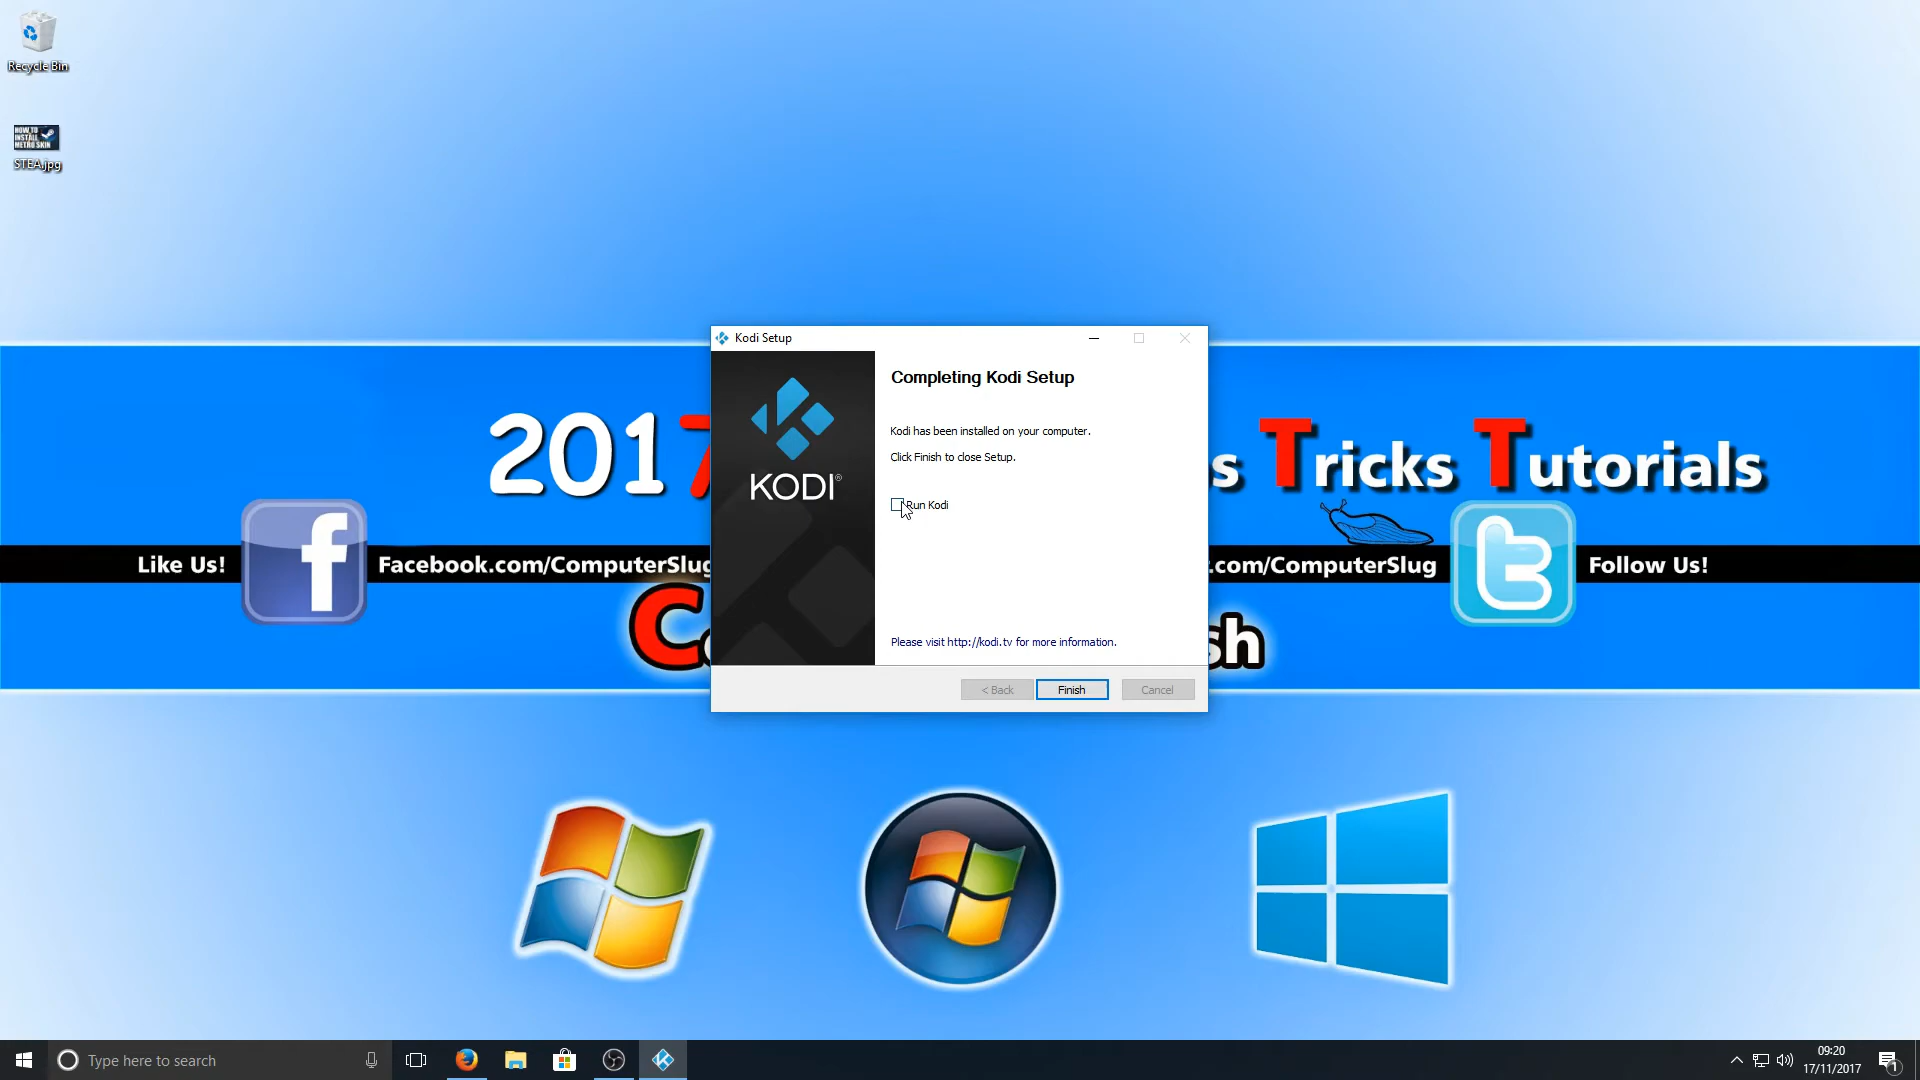 Recycle Bin
HOW TO
INSTALL
METRO SKIN
STEA.jpg
Kodi Setup
Completing Kodi Setup
Kodi has been installed on your computer.
Click Finish to close Setup.
KODI®
Run Kodi
Please visit http://kodi.tv for more information.
< Back
Finish
Cancel
2017
s Tricks Tutorials
Like Us!
f
Facebook.com/ComputerSlug
.com/ComputerSlug
t
Follow Us!
C
sh
Type here to search
09:20
17/11/2017
1